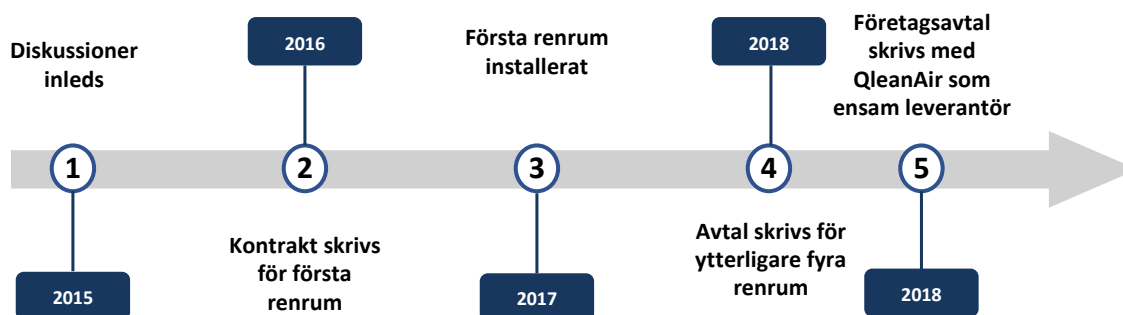 Diskussioner
inleds
1
2015
2016
2
Kontrakt skrivs
för första
renrum
Första renrum
installerat
3
2017
2018
4
Avtal skrivs för
ytterligare fyra
renrum
Företagsavtal
skrivs med
QleanAir som
ensam leverantör
5
2018